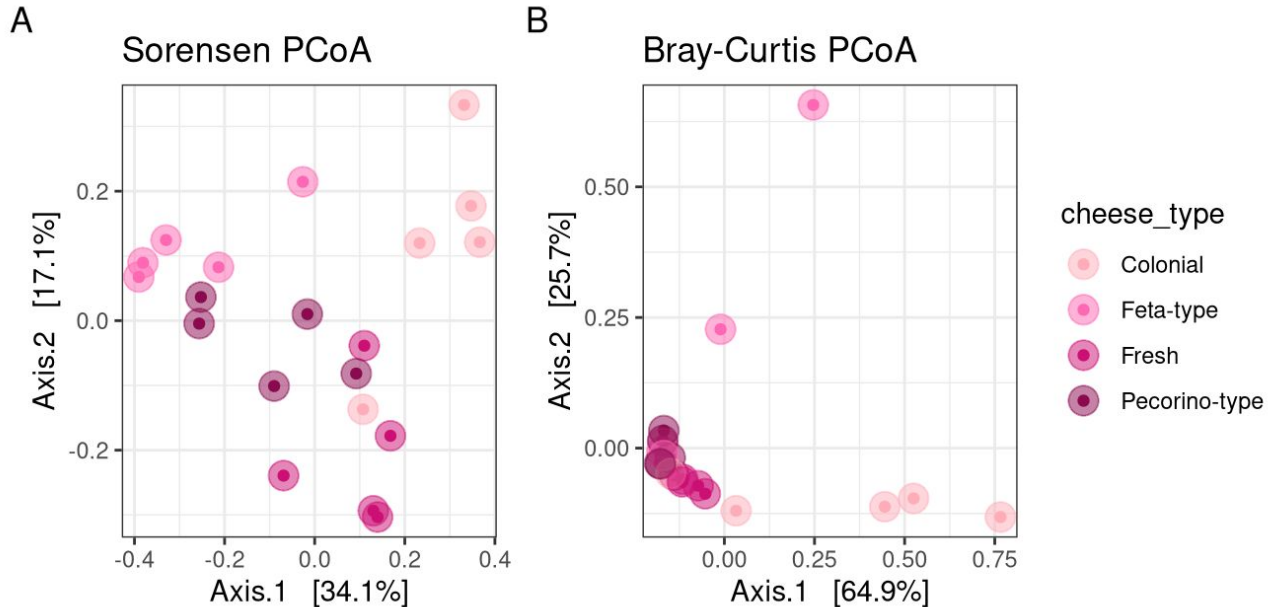 A
B
Sorensen PCoA
Bray-Curtis PCoA
Axis.2 [17.1%]
0.2
0.0
-0.2
-0.4
-0.2
0.0
0.2
0.4
Axis.1 [34.1%]
Axis.2 [25.7%]
0.50
0.25
0.00
0.00
0.25
0.50
0.75
Axis.1 [64.9%]
cheese_type
Colonial
Feta-type
Fresh
Pecorino-type